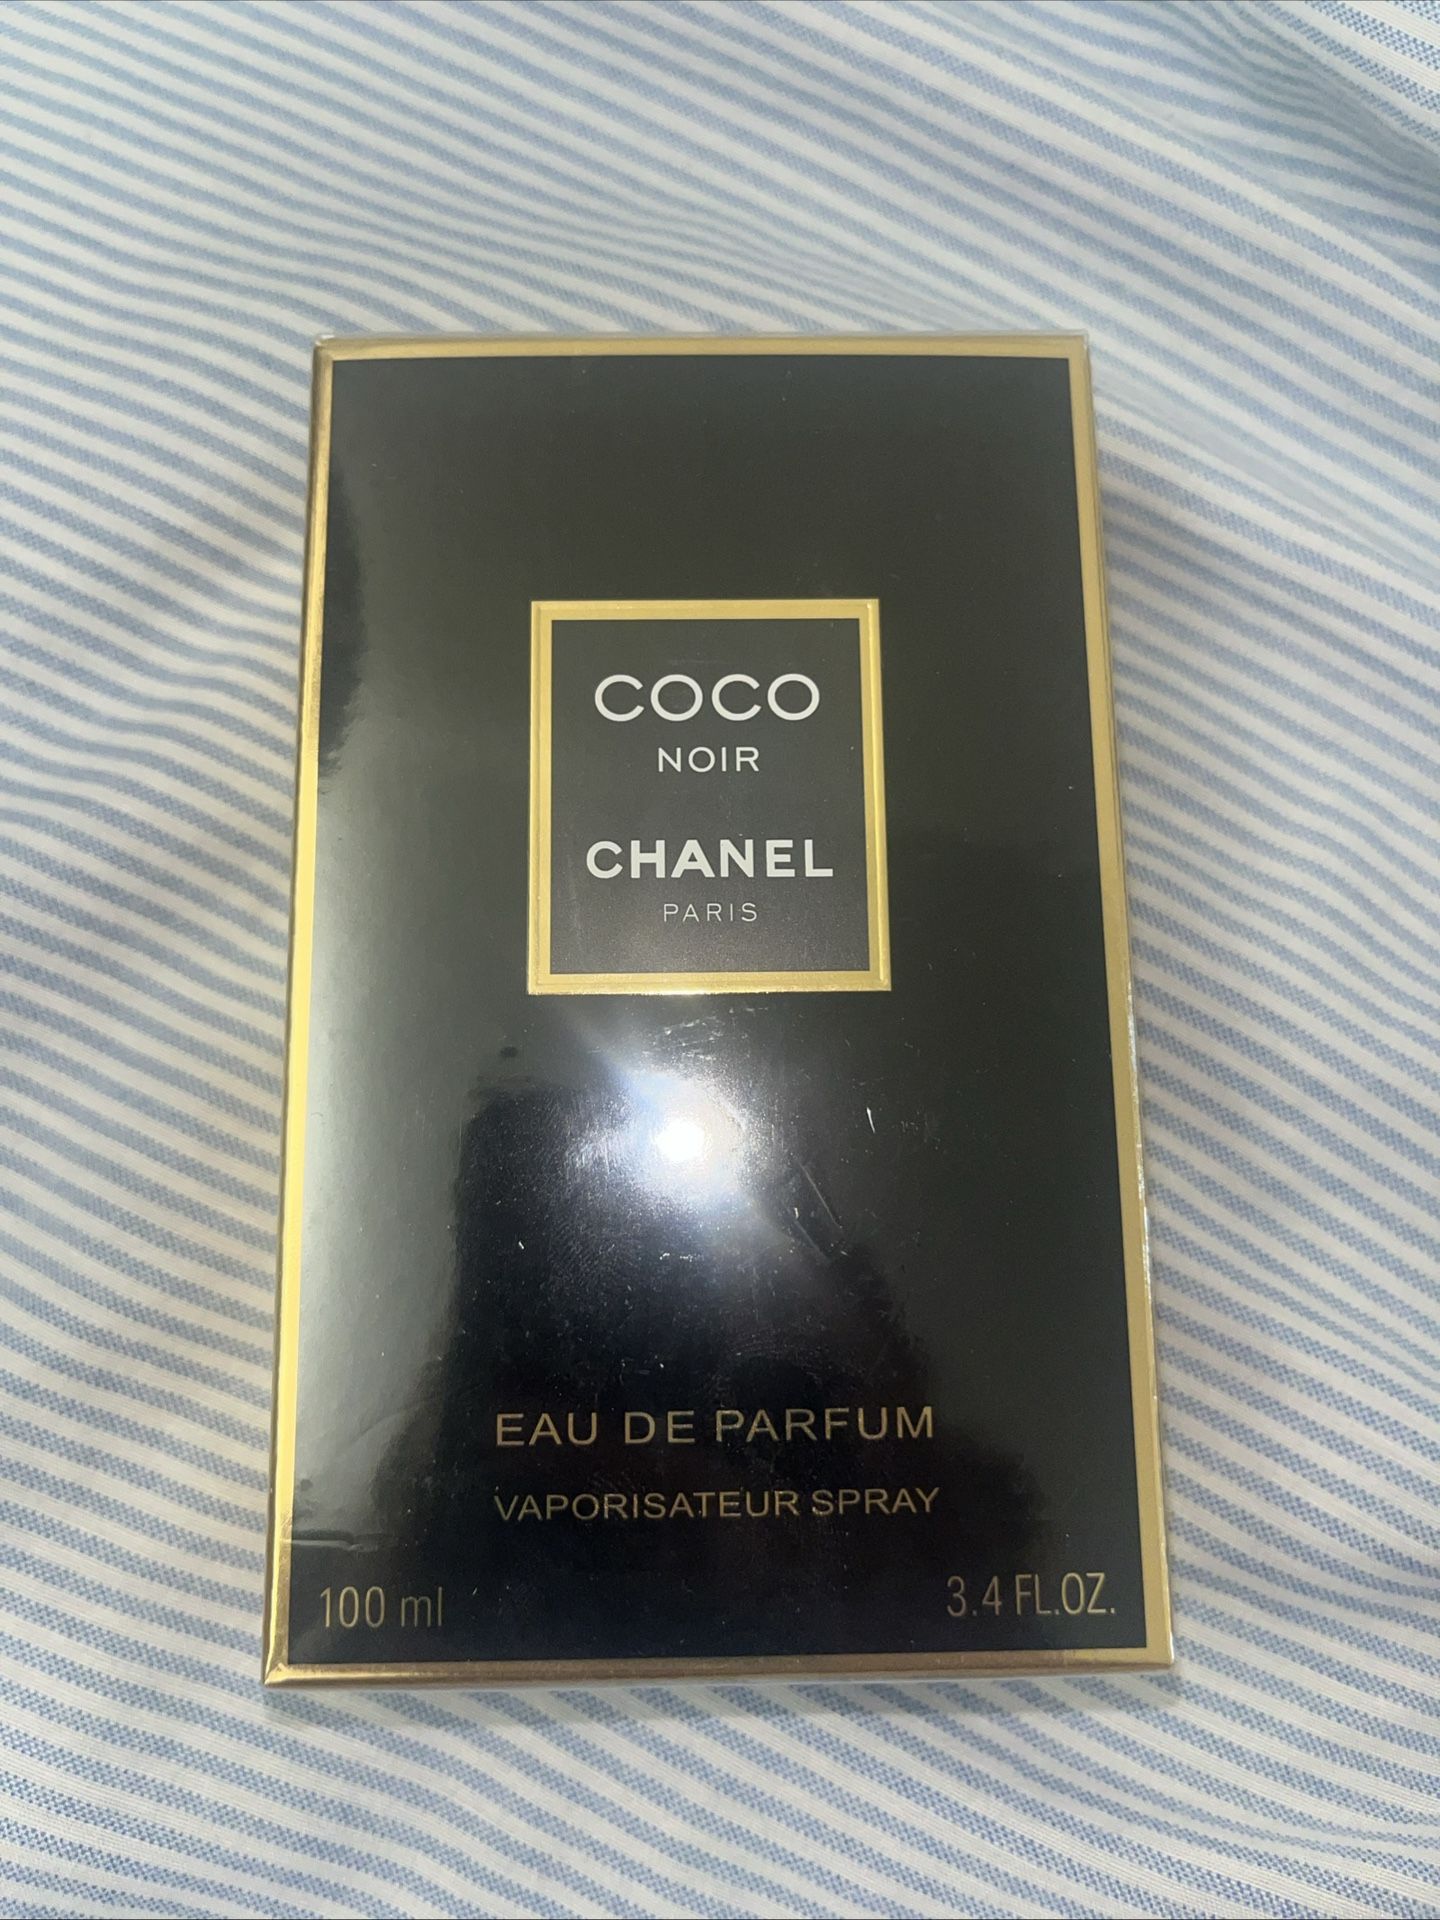 COCO
NOIR
CHANEL
PARIS
EAU DE PARFUM
VAPORISATEUR SPRAY
100 ml
3.4 FL.OZ.